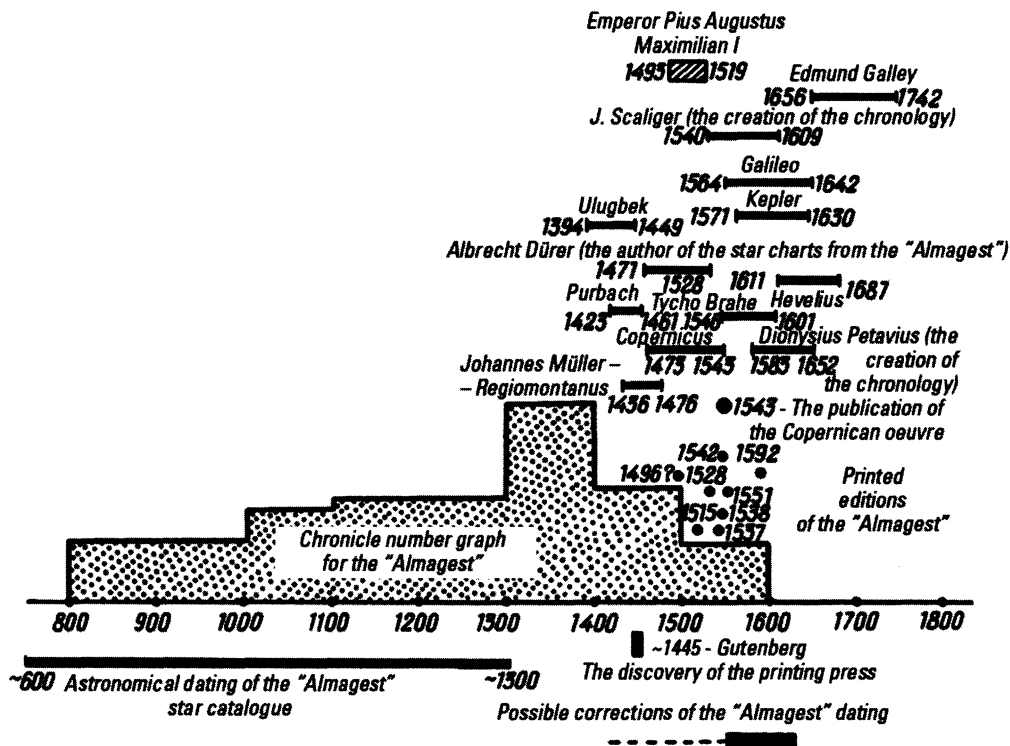 Emperor Pius Augustus
Maximilian I
1493 1519
Edmund Galley
1656 1742
J. Scaliger (the creation of the chronology)
1540 1609
Galileo
1564 1642
Ulugbek
1394 1449
Kepler
1571 1630
Albrecht Dürer (the author of the star charts from the "Almagest")
1471 1528
1611 1687
Hevelius
Purbach
1423 1461
Tycho Brahe
1546 1601
Copernicus
1473 1543
Dionysius Petavius (the
creation of
the chronology)
1583 1652
Johannes Müller –
– Regiomontanus
1436 1476
1543 - The publication of
the Copernican oeuvre
1542 1592
1496? 1528
1551
1515 1538
1537
Printed
editions
of the "Almagest"
Chronicle number graph
for the "Almagest"
800 900 1000 1100 1200 1300 1400 1500 1600 1700 1800
~1445 - Gutenberg
The discovery of the printing press
~600 ~1300
Astronomical dating of the "Almagest"
star catalogue
Possible corrections of the "Almagest" dating